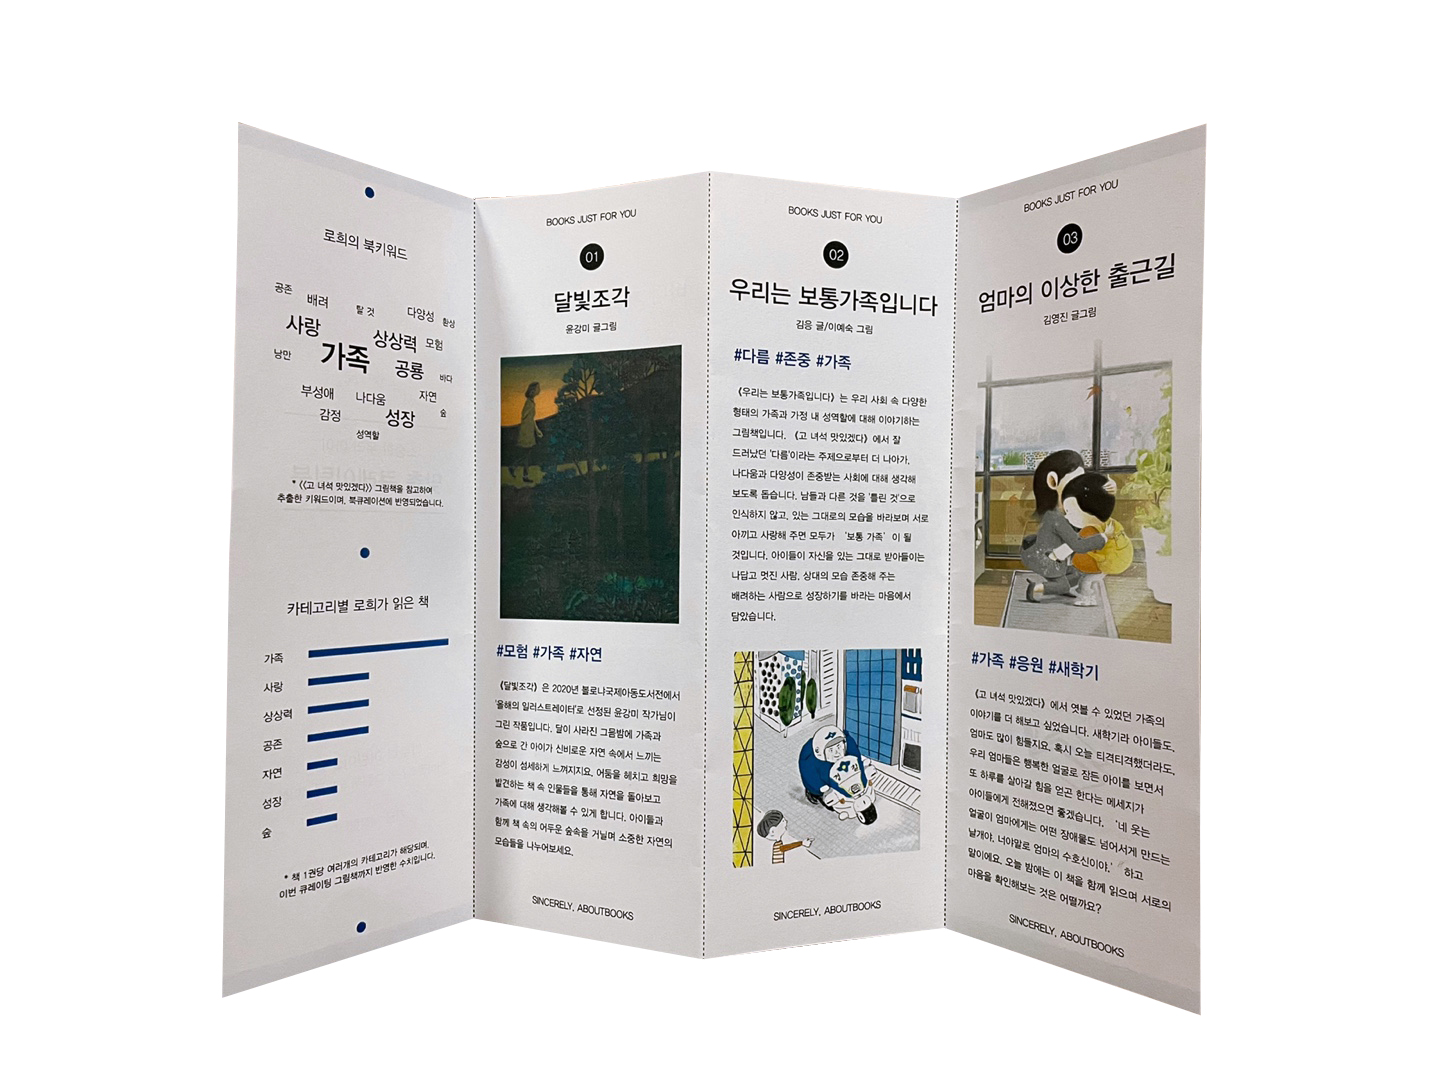 로희의 북키워드
공존 배려 탈 것 다양성 환상
사랑 상상력 모험
낭만 가족 공룡 바다
부성애 나다움 자연
감정 성장 숲
성역할
* 《고 녀석 맛있겠다》 그림책을 참고하여
추출한 키워드이며, 북큐레이션에 반영되었습니다.
카테고리별 로희가 읽은 책
가족
사랑
상상력
공존
자연
성장
숲
* 책 1권당 여러개의 카테고리가 해당되며,
이번 큐레이팅 그림책까지 반영한 수치입니다.
BOOKS JUST FOR YOU
01
달빛조각
윤강미 글그림
#모험 #가족 #자연
《달빛조각》은 2020년 볼로냐국제아동도서전에서
'올해의 일러스트레이터'로 선정된 윤강미 작가님이
그린 작품입니다. 달이 사라진 그믐밤에 가족과
숲으로 간 아이가 신비로운 자연 속에서 느끼는
감성이 섬세하게 느껴지지요. 어둠을 헤치고 희망을
발견하는 책 속 인물들을 통해 자연을 돌아보고
가족에 대해 생각해볼 수 있게 합니다. 아이들과
함께 책 속의 어두운 숲속을 거닐며 소중한 자연의
모습들을 나누어보세요.
SINCERELY, ABOUTBOOKS
BOOKS JUST FOR YOU
02
우리는 보통가족입니다
김응 글/이예숙 그림
#다름 #존중 #가족
《우리는 보통가족입니다》는 우리 사회 속 다양한
형태의 가족과 가정 내 성역할에 대해 이야기하는
그림책입니다. 《고 녀석 맛있겠다》에서 잘
드러났던 '다름'이라는 주제으로부터 더 나아가,
나다움과 다양성이 존중받는 사회에 대해 생각해
보도록 돕습니다. 남들과 다른 것을 '틀린 것'으로
인식하지 않고, 있는 그대로의 모습을 바라보며 서로
아끼고 사랑해 주면 모두가 '보통 가족' 이 될
것입니다. 아이들이 자신을 있는 그대로 받아들이는
나답고 멋진 사람, 상대의 모습 존중해 주는
배려하는 사람으로 성장하기를 바라는 마음에서
담았습니다.
경찰
SINCERELY, ABOUTBOOKS
BOOKS JUST FOR YOU
03
엄마의 이상한 출근길
김영진 글그림
#가족 #응원 #새학기
《고 녀석 맛있겠다》에서 엿볼 수 있었던 가족의
이야기를 더 해보고 싶었습니다. 새학기라 아이들도,
엄마도 많이 힘들지요. 혹시 오늘 티격티격했더라도,
우리 엄마들은 행복한 얼굴로 잠든 아이를 보면서
또 하루를 살아갈 힘을 얻곤 한다는 메세지가
아이들에게 전해졌으면 좋겠습니다. '네 웃는
얼굴이 엄마에게는 어떤 장애물도 넘어서게 만드는
날개야, 너야말로 엄마의 수호신이야.' 하고
말이에요. 오늘 밤에는 이 책을 함께 읽으며 서로의
마음을 확인해보는 것은 어떨까요?
SINCERELY, ABOUTBOOKS